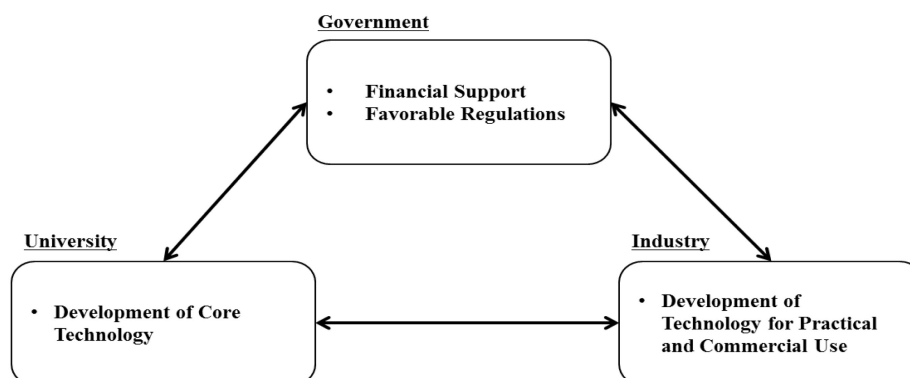 Government
• Financial Support
• Favorable Regulations
University
• Development of Core
Technology
Industry
• Development of
Technology for Practical
and Commercial Use